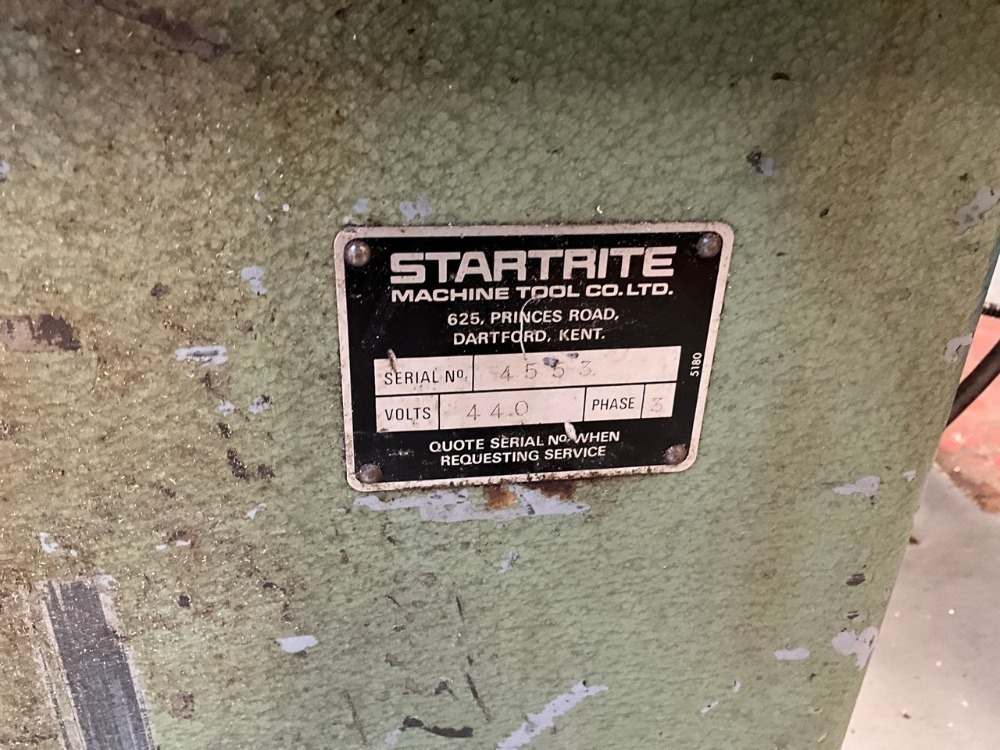 STARTRITE
MACHINE TOOL CO. LTD.
625, PRINCES ROAD,
DARTFORD, KENT.
SERIAL No. 4553
VOLTS 440 PHASE 3
QUOTE SERIAL No. WHEN
REQUESTING SERVICE
5180